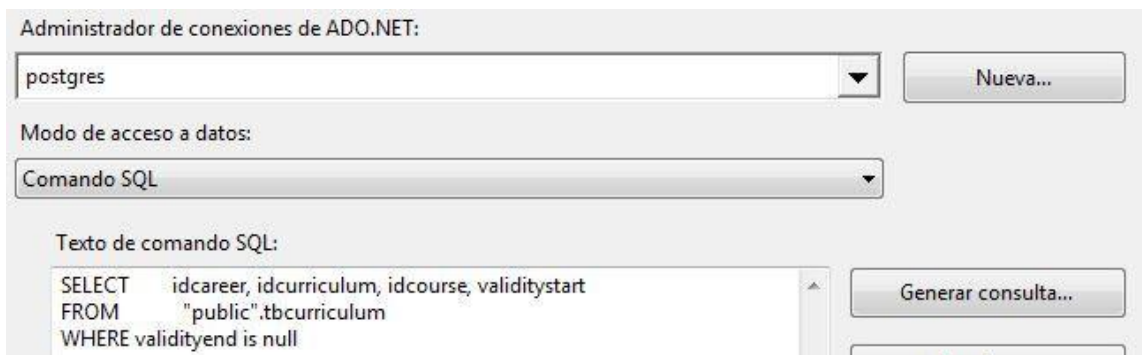 Administrador de conexiones de ADO.NET:
postgres
Nueva...
Modo de acceso a datos:
Comando SQL
Texto de comando SQL:
SELECT idcareer, idcurriculum, idcourse, validitystart
FROM "public".tbcurriculum
WHERE validityend is null
Generar consulta...